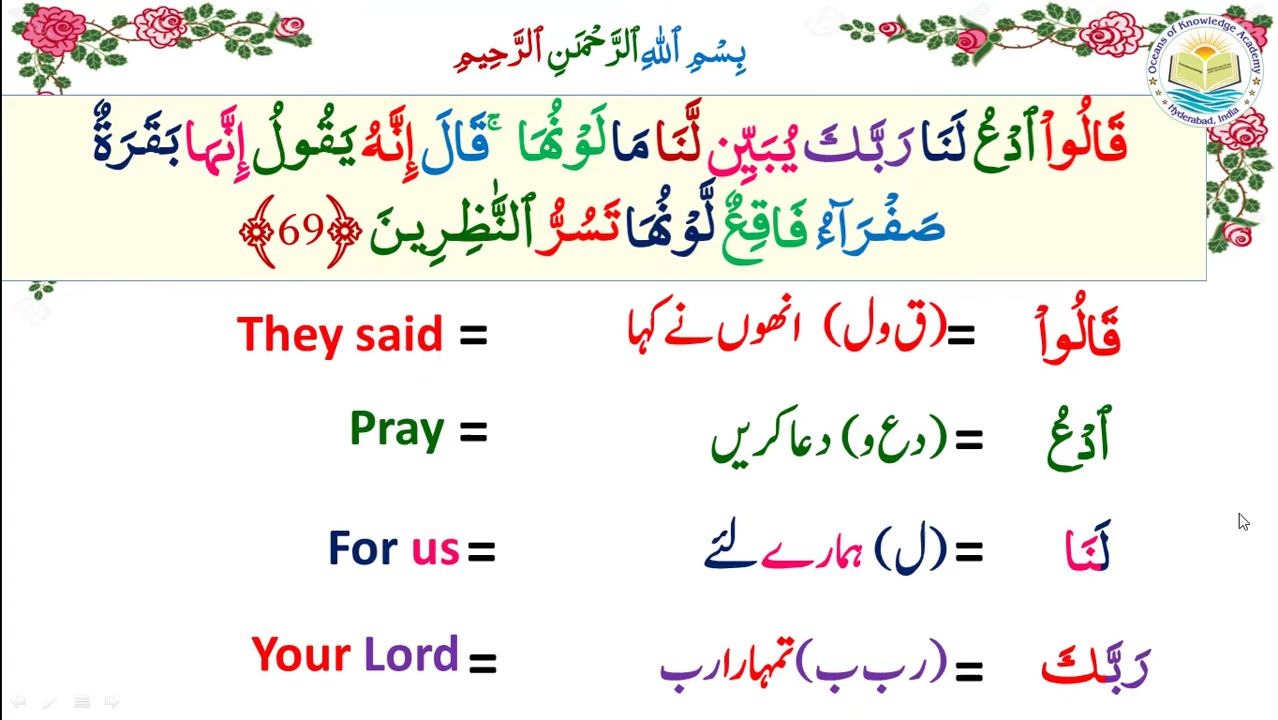 بِسْمِ ٱللهِ ٱلرَّحْمَٰنِ ٱلرَّحِيمِ
Oceans of Knowledge Academy
Hyderabad, India
قَالُوا۟ ٱدْعُ لَنَا رَبَّكَ يُبَيِّن لَّنَا مَا لَوْنُهَا ۚ قَالَ إِنَّهُۥ يَقُولُ إِنَّهَا بَقَرَةٌ
صَفْرَآءُ فَاقِعٌ لَّوْنُهَا تَسُرُّ ٱلنَّٰظِرِينَ ﴿69﴾
قَالُوا۟ = (ق و ل) انھوں نے کہا = They said
ٱدْعُ = (د ع و) دعا کریں = Pray
لَنَا = (ل) ہمارے لئے = For us
رَبَّكَ = (ر ب ب) تمہارا رب = Your Lord